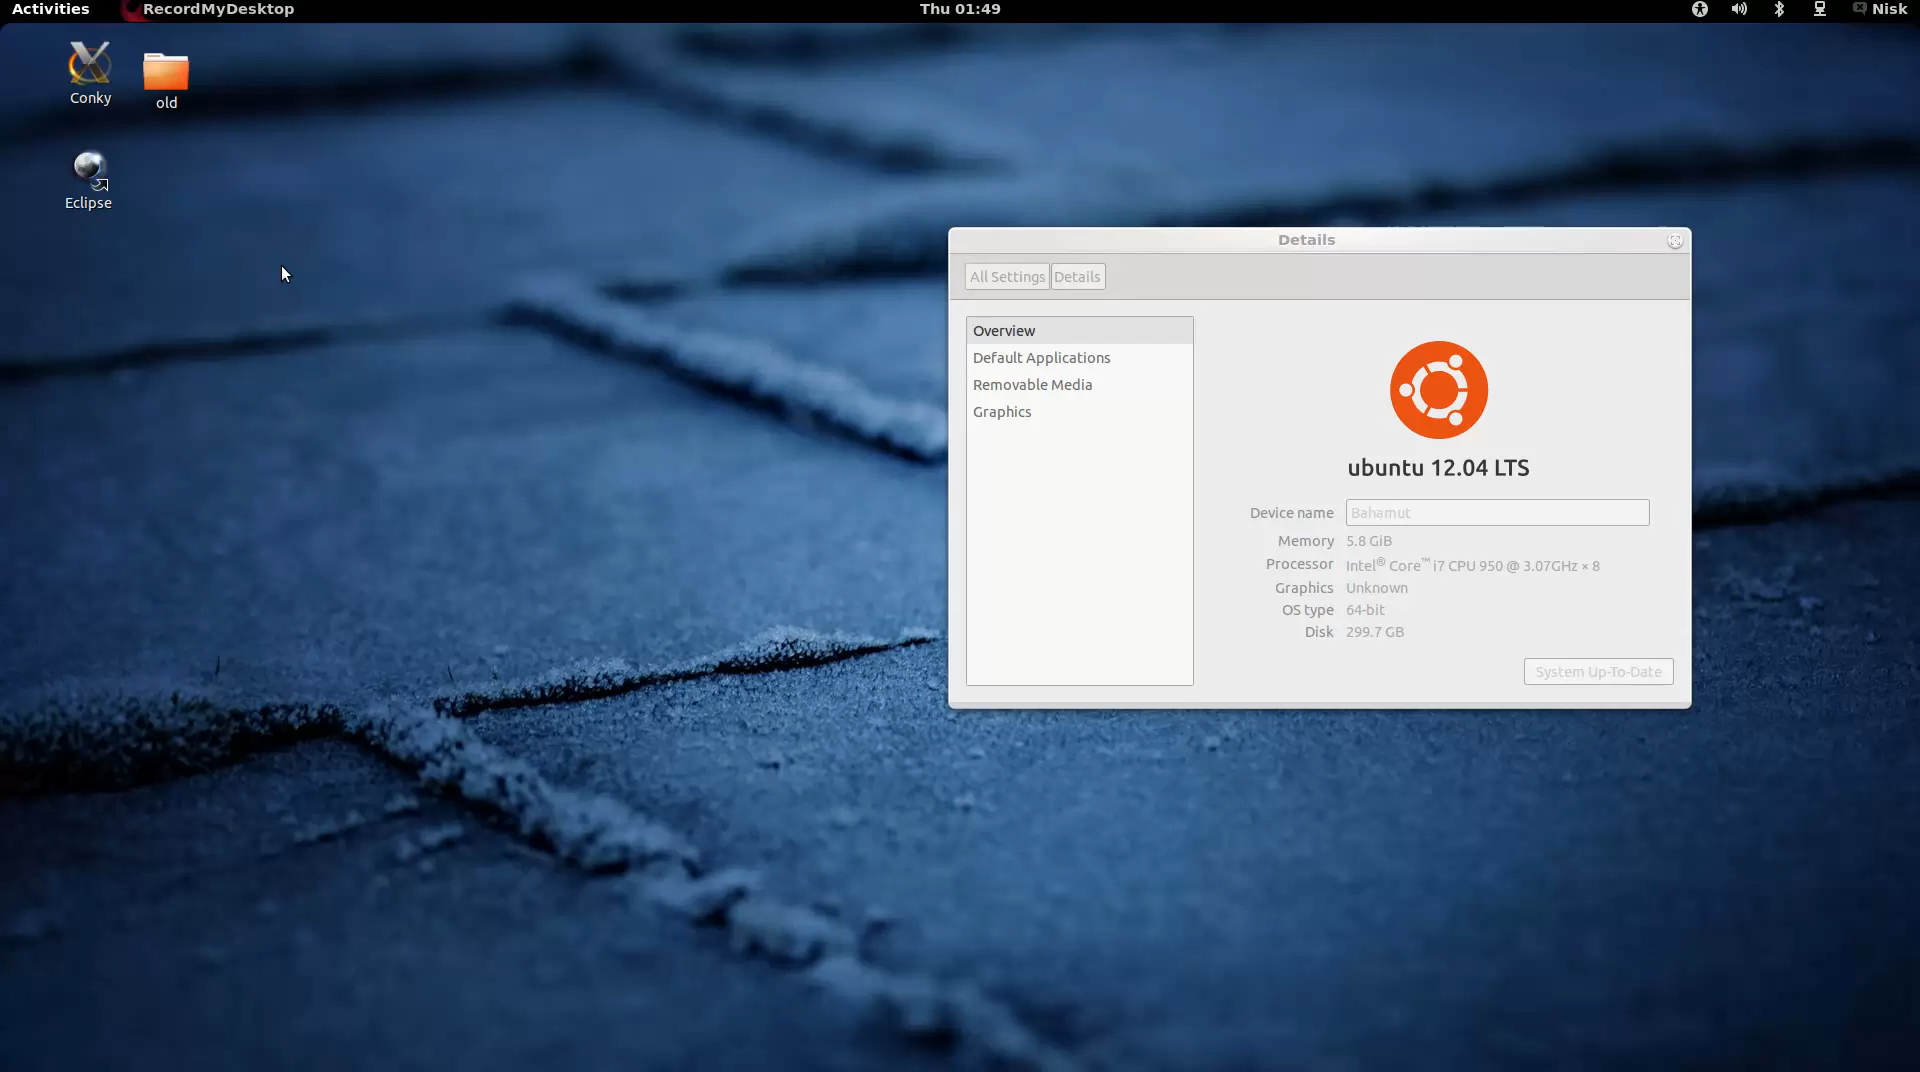 Activities RecordMyDesktop Thu 01:49 Nisk
Conky
old
Eclipse
Details
All Settings Details
Overview
Default Applications
Removable Media
Graphics
ubuntu 12.04 LTS
Device name Bahamut
Memory 5.8 GiB
Processor Intel® Core™ i7 CPU 950 @ 3.07GHz × 8
Graphics Unknown
OS type 64-bit
Disk 299.7 GB
System Up-To-Date